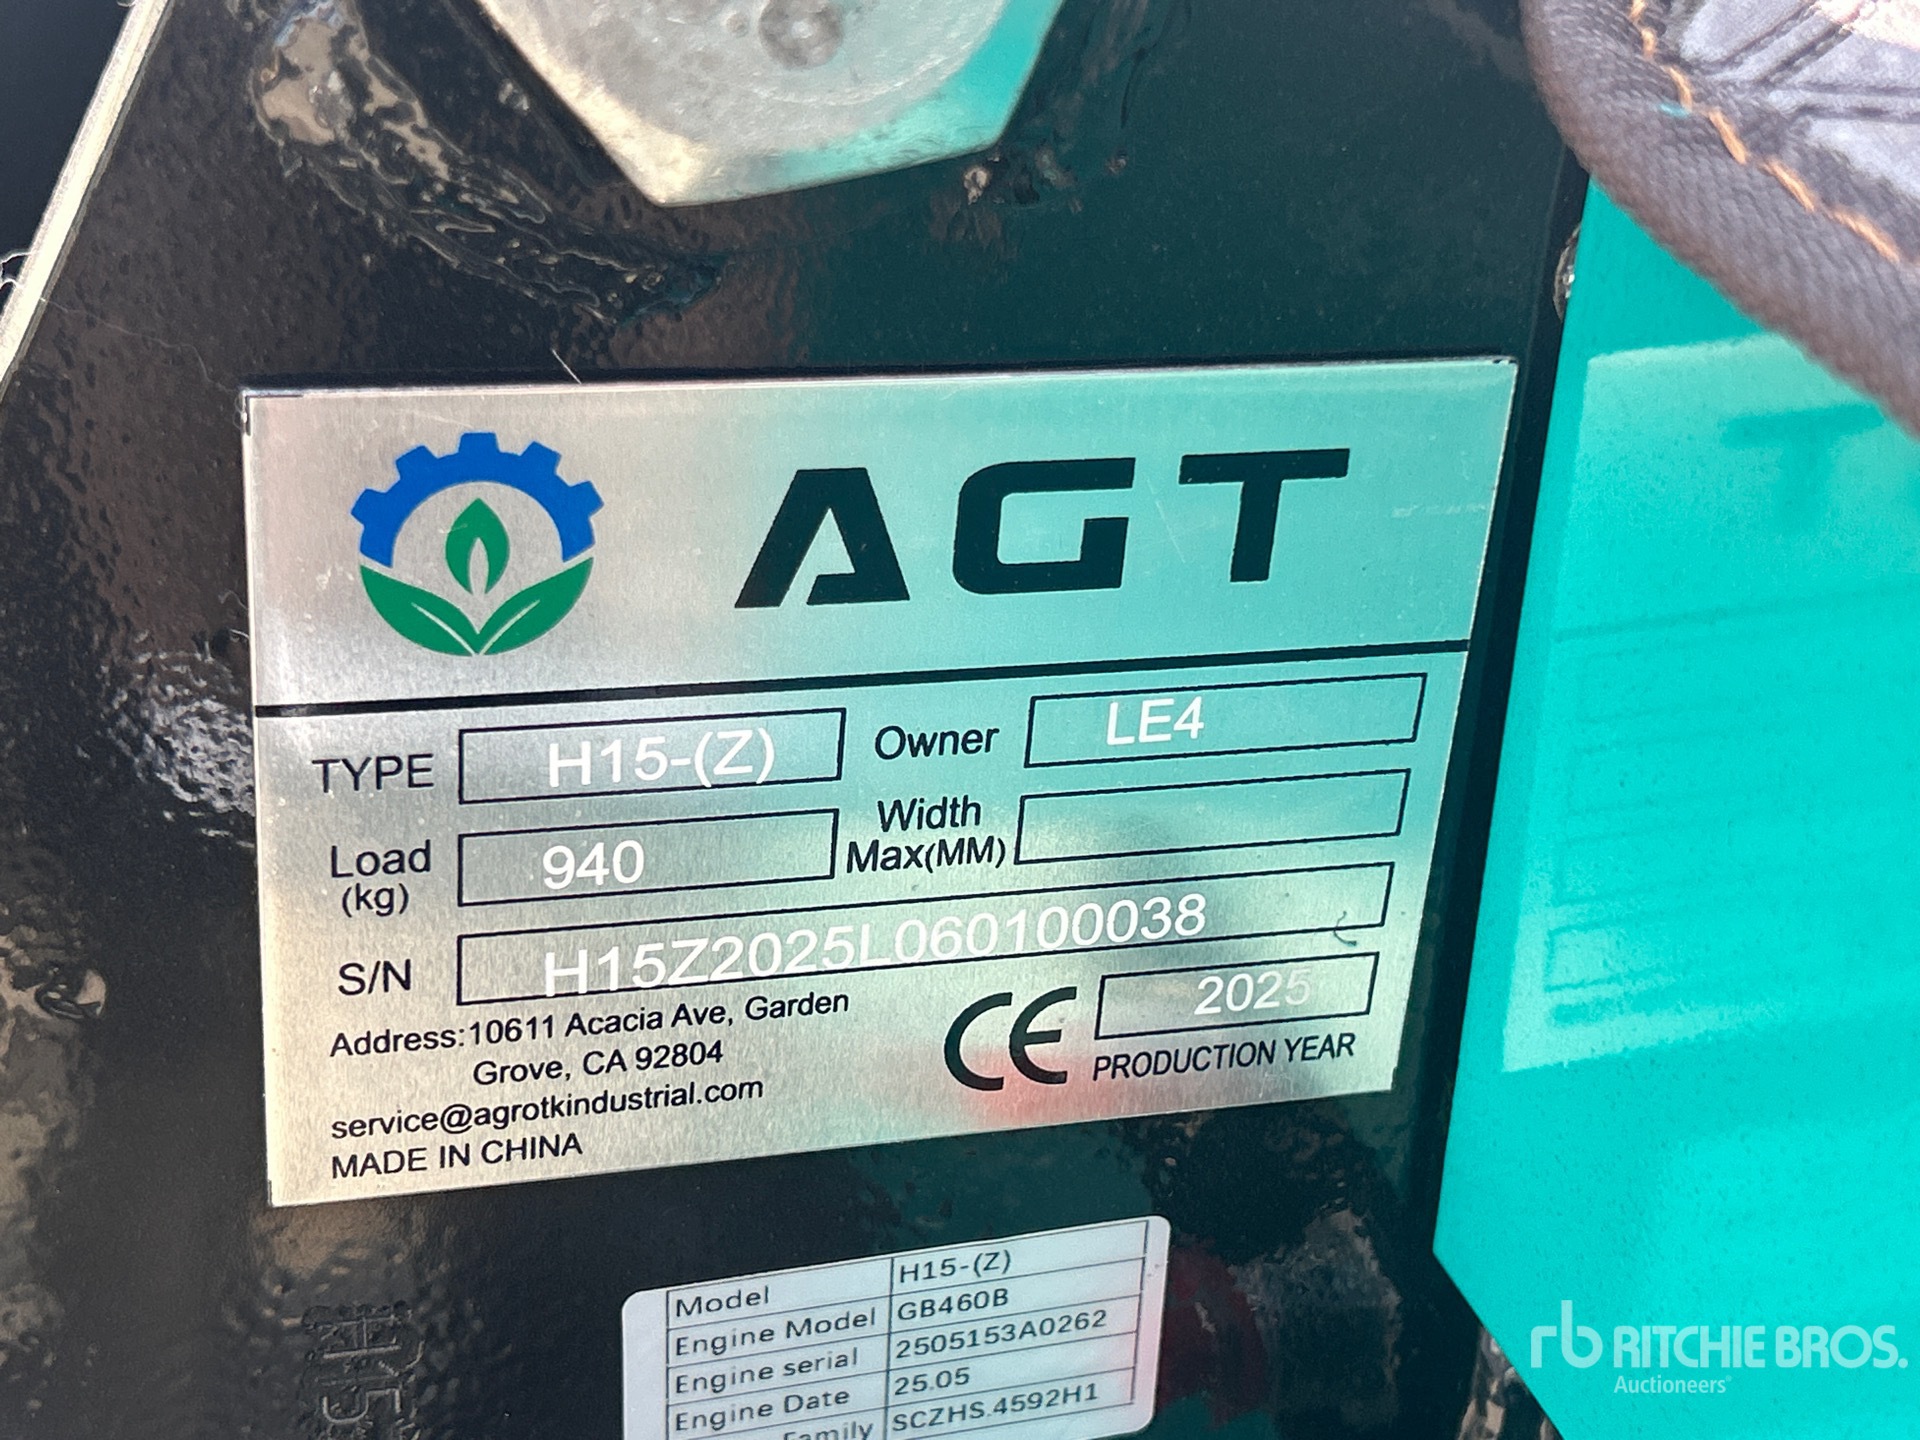 AGT
TYPE H15-(Z) Owner LE4
Load (kg) 940 Width Max(MM)
S/N H15Z2025L060100038
Address:10611 Acacia Ave, Garden
Grove, CA 92804
service@agrotkindustrial.com
MADE IN CHINA
CE 2025
PRODUCTION YEAR
Model H15-(Z)
Engine Model GB460B
Engine serial 2505153A0262
Engine Date 25.05
Family SCZHS.4592H1
H15
rb RITCHIE BROS.
Auctioneers